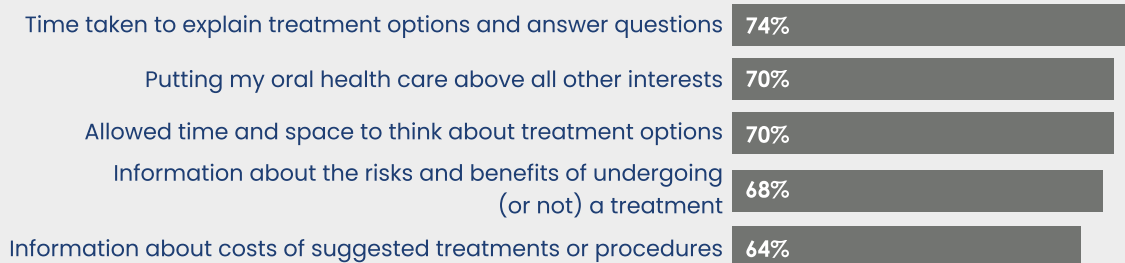 Time taken to explain treatment options and answer questions 74%
Putting my oral health care above all other interests 70%
Allowed time and space to think about treatment options 70%
Information about the risks and benefits of undergoing
(or not) a treatment 68%
Information about costs of suggested treatments or procedures 64%